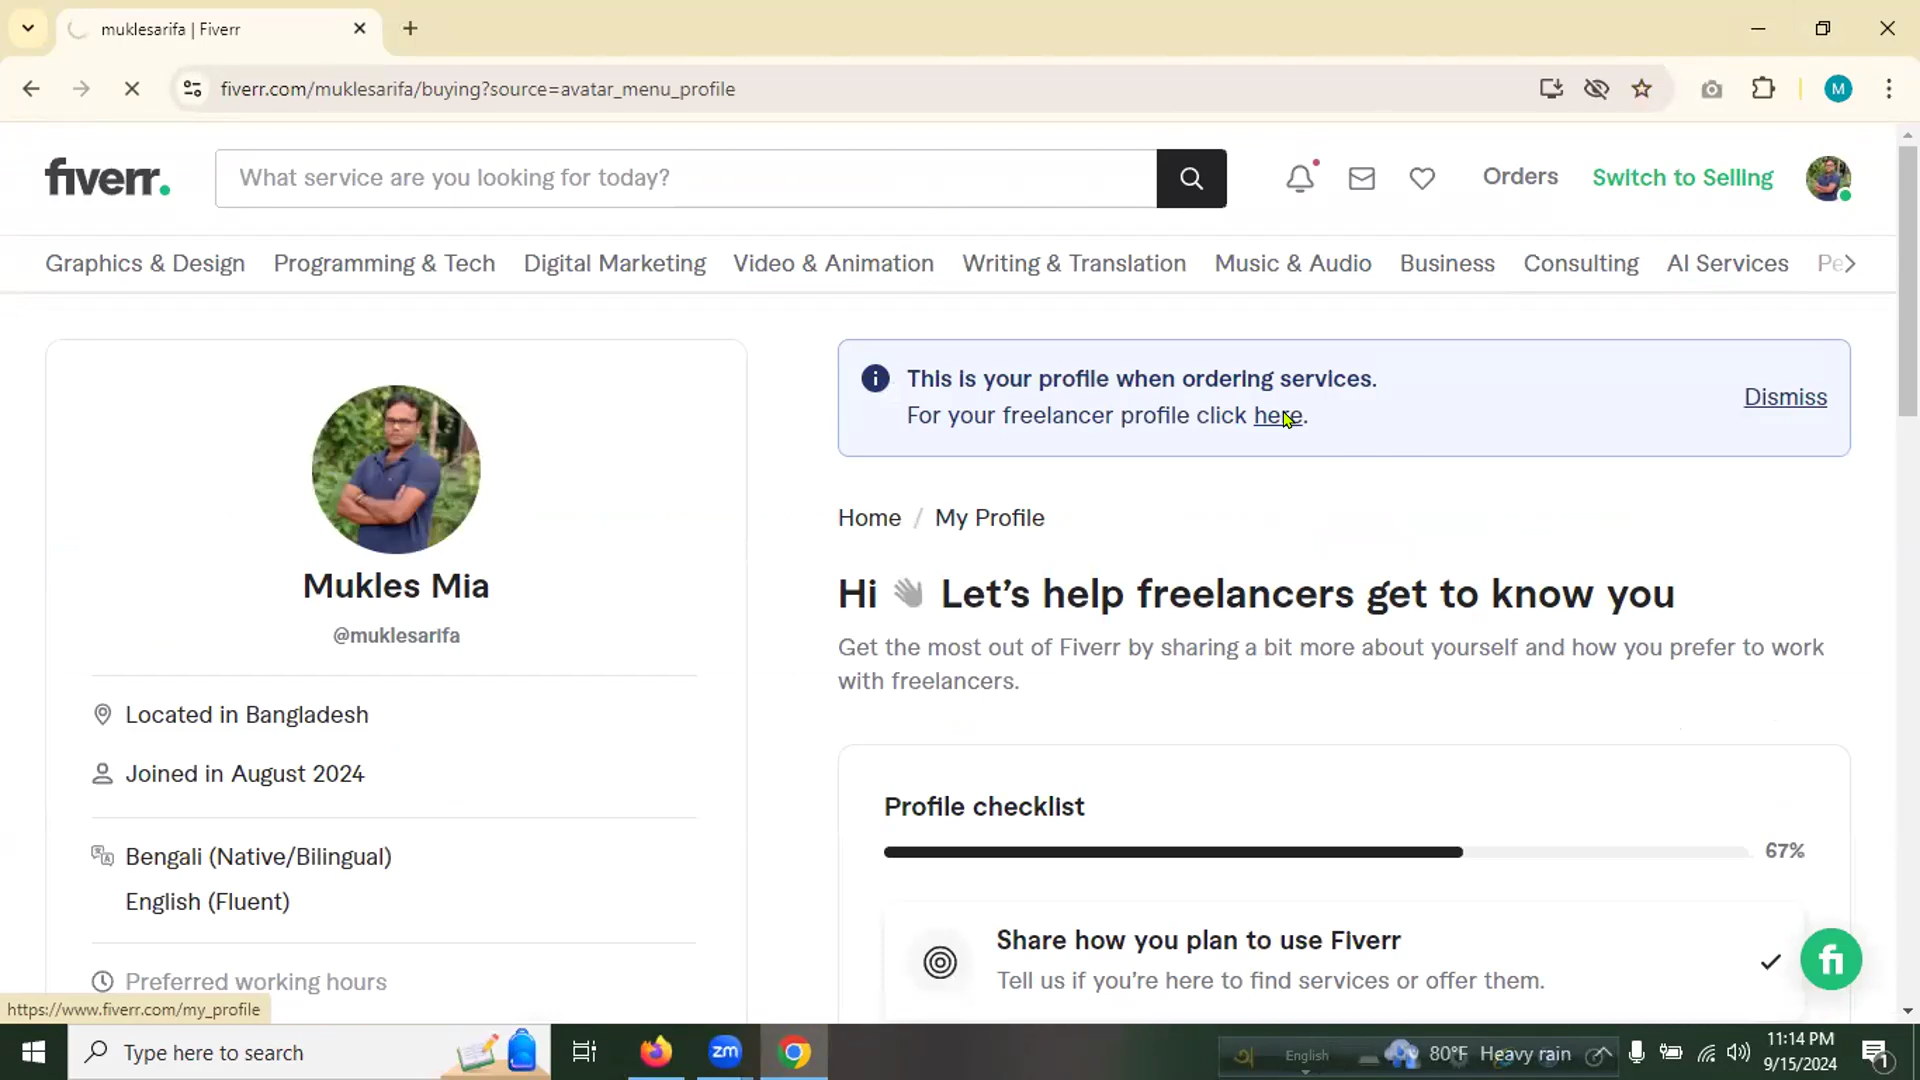 muklesarifa | Fiverr
fiverr.com/muklesarifa/buying?source=avatar_menu_profile
M
fiverr.
What service are you looking for today?
Orders
Switch to Selling
Graphics & Design
Programming & Tech
Digital Marketing
Video & Animation
Writing & Translation
Music & Audio
Business
Consulting
AI Services
Pe
This is your profile when ordering services.
For your freelancer profile click here.
Dismiss
Home / My Profile
Mukles Mia
@muklesarifa
Hi 👋 Let's help freelancers get to know you
Get the most out of Fiverr by sharing a bit more about yourself and how you prefer to work
with freelancers.
Located in Bangladesh
Joined in August 2024
Bengali (Native/Bilingual)
English (Fluent)
Preferred working hours
Profile checklist
67%
Share how you plan to use Fiverr
Tell us if you're here to find services or offer them.
fi
https://www.fiverr.com/my_profile
Type here to search
zm
English
80°F Heavy rain
11:14 PM
9/15/2024
1